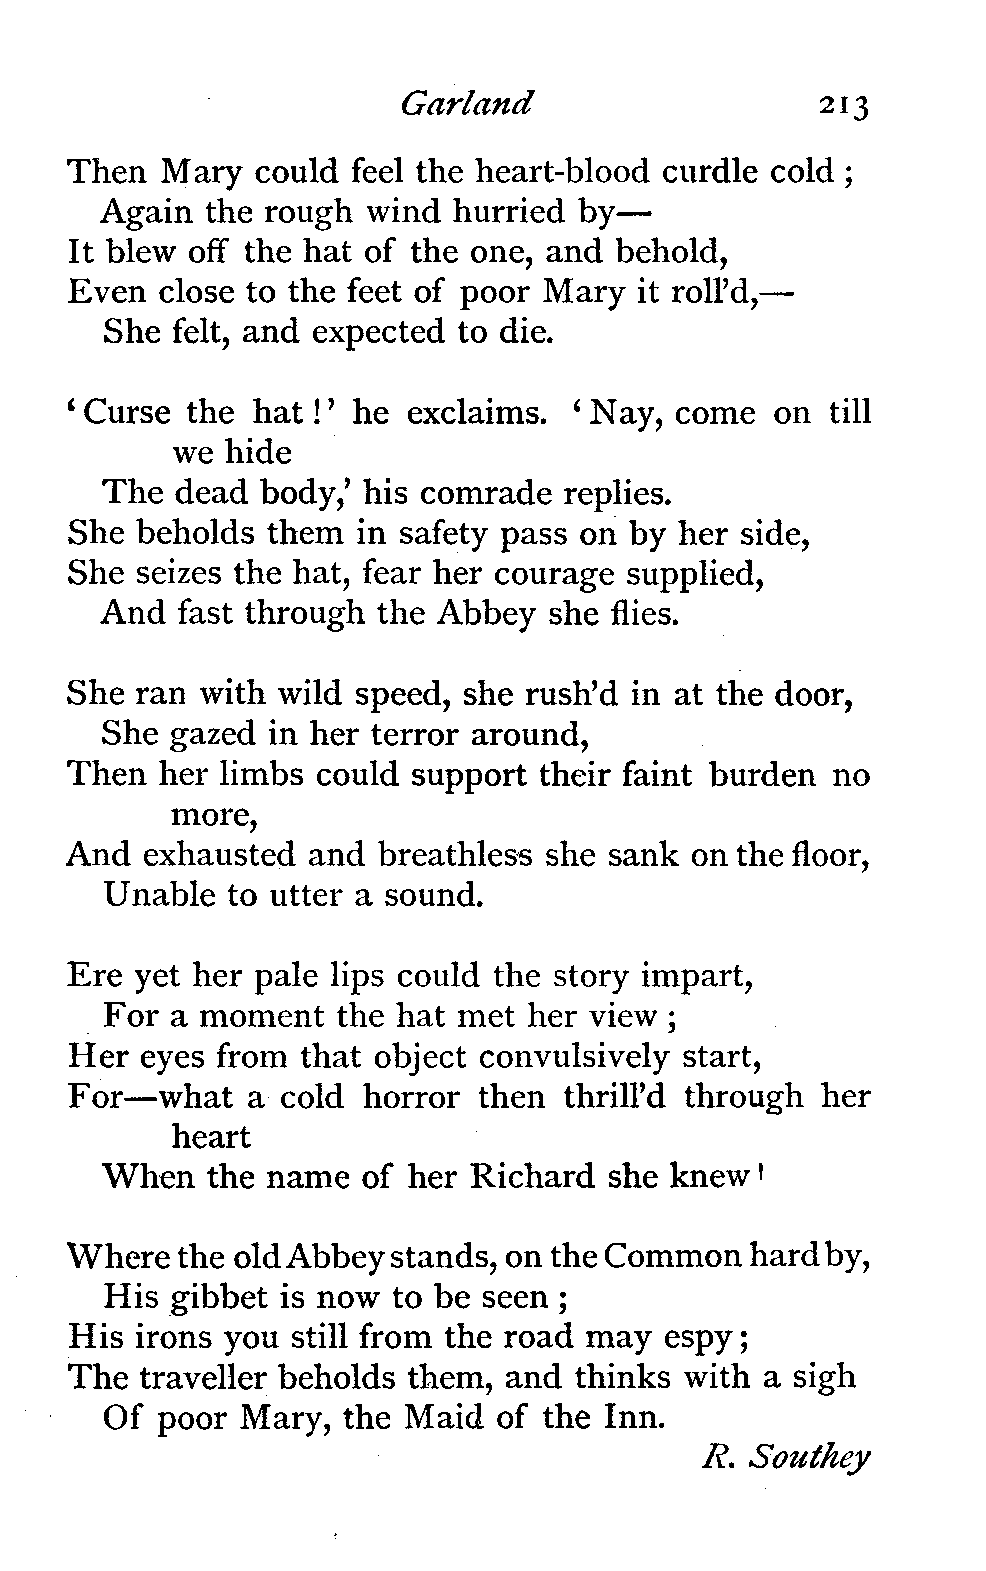 Garland 213
Then Mary could feel the heart-blood curdle cold ;
Again the rough wind hurried by—
It blew off the hat of the one, and behold,
Even close to the feet of poor Mary it roll'd,—
She felt, and expected to die.
‘Curse the hat!’ he exclaims. ‘Nay, come on till
we hide
The dead body,’ his comrade replies.
She beholds them in safety pass on by her side,
She seizes the hat, fear her courage supplied,
And fast through the Abbey she flies.
She ran with wild speed, she rush'd in at the door,
She gazed in her terror around,
Then her limbs could support their faint burden no
more,
And exhausted and breathless she sank on the floor,
Unable to utter a sound.
Ere yet her pale lips could the story impart,
For a moment the hat met her view ;
Her eyes from that object convulsively start,
For—what a cold horror then thrill'd through her
heart
When the name of her Richard she knew!
Where the old Abbey stands, on the Common hard by,
His gibbet is now to be seen ;
His irons you still from the road may espy ;
The traveller beholds them, and thinks with a sigh
Of poor Mary, the Maid of the Inn.
R. Southey